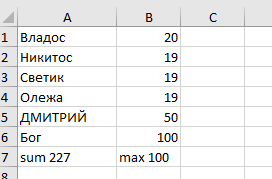 A B C
1 Владос 20
2 Никитос 19
3 Светик 19
4 Олежа 19
5 ДМИТРИЙ 50
6 Бог 100
7 sum 227 max 100